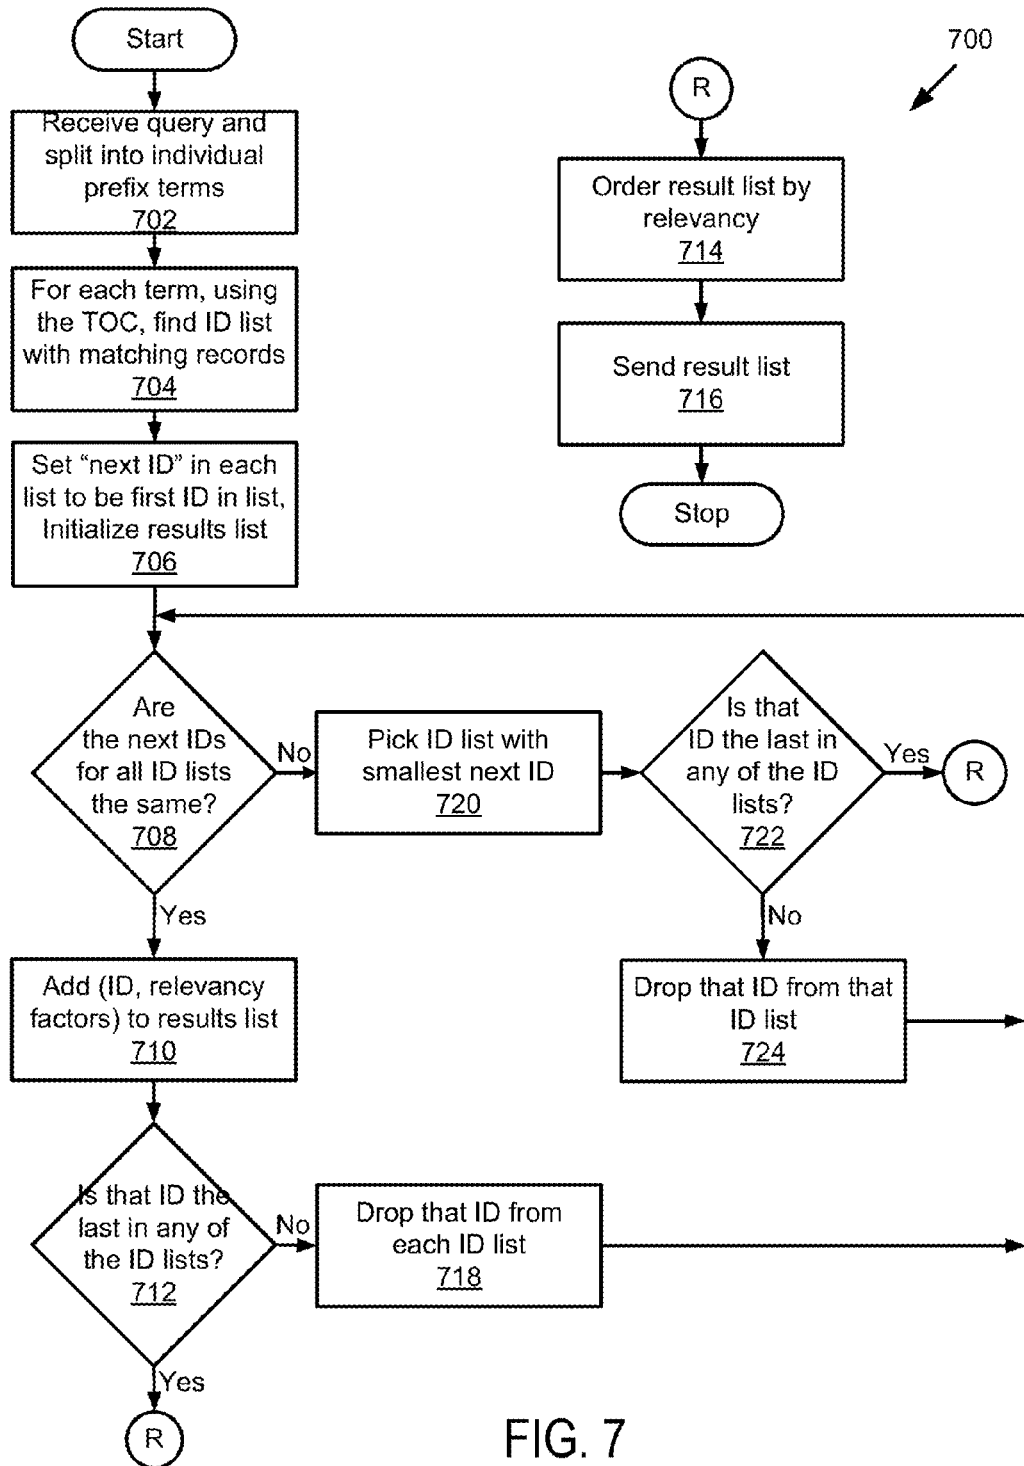 Start
Receive query and
split into individual
prefix terms
702
For each term, using
the TOC, find ID list
with matching records
704
Set “next ID” in each
list to be first ID in list,
Initialize results list
706
700
R
Order result list by
relevancy
714
Send result list
716
Stop
Are
the next IDs
for all ID lists
the same?
708
No
Pick ID list with
smallest next ID
720
Is that
ID the last in
any of the ID
lists?
722
Yes
R
No
Drop that ID from that
ID list
724
Yes
Add (ID, relevancy
factors) to results list
710
Is that ID the
last in any of
the ID lists?
712
No
Drop that ID from
each ID list
718
Yes
R
FIG. 7